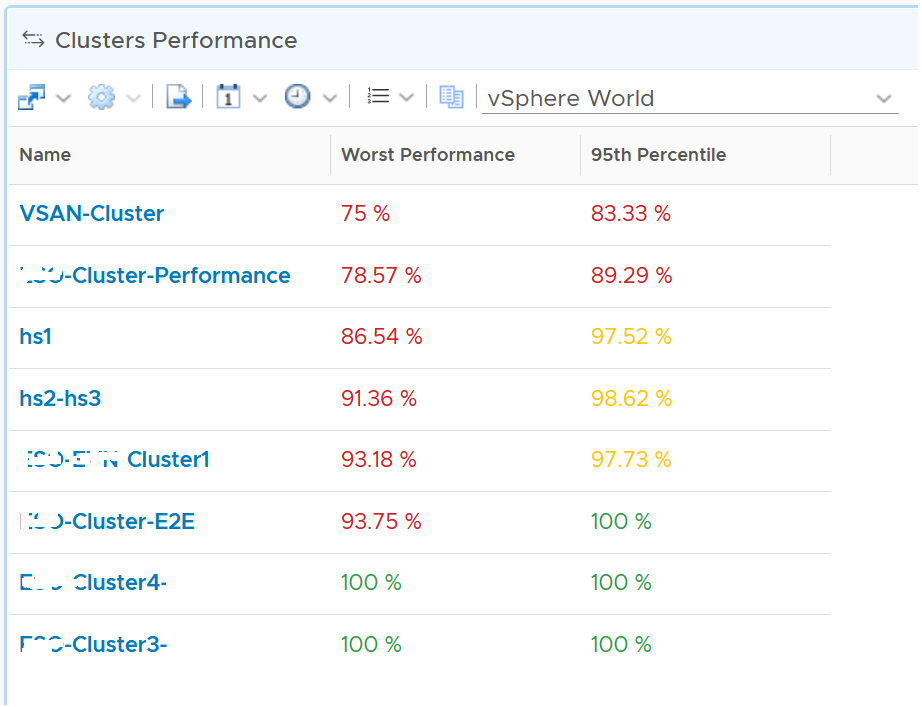 Clusters Performance
1 vSphere World
Name Worst Performance 95th Percentile
VSAN-Cluster 75 % 83.33 %
-Cluster-Performance 78.57 % 89.29 %
hs1 86.54 % 97.52 %
hs2-hs3 91.36 % 98.62 %
Cluster1 93.18 % 97.73 %
-Cluster-E2E 93.75 % 100 %
Cluster4- 100 % 100 %
-Cluster3- 100 % 100 %